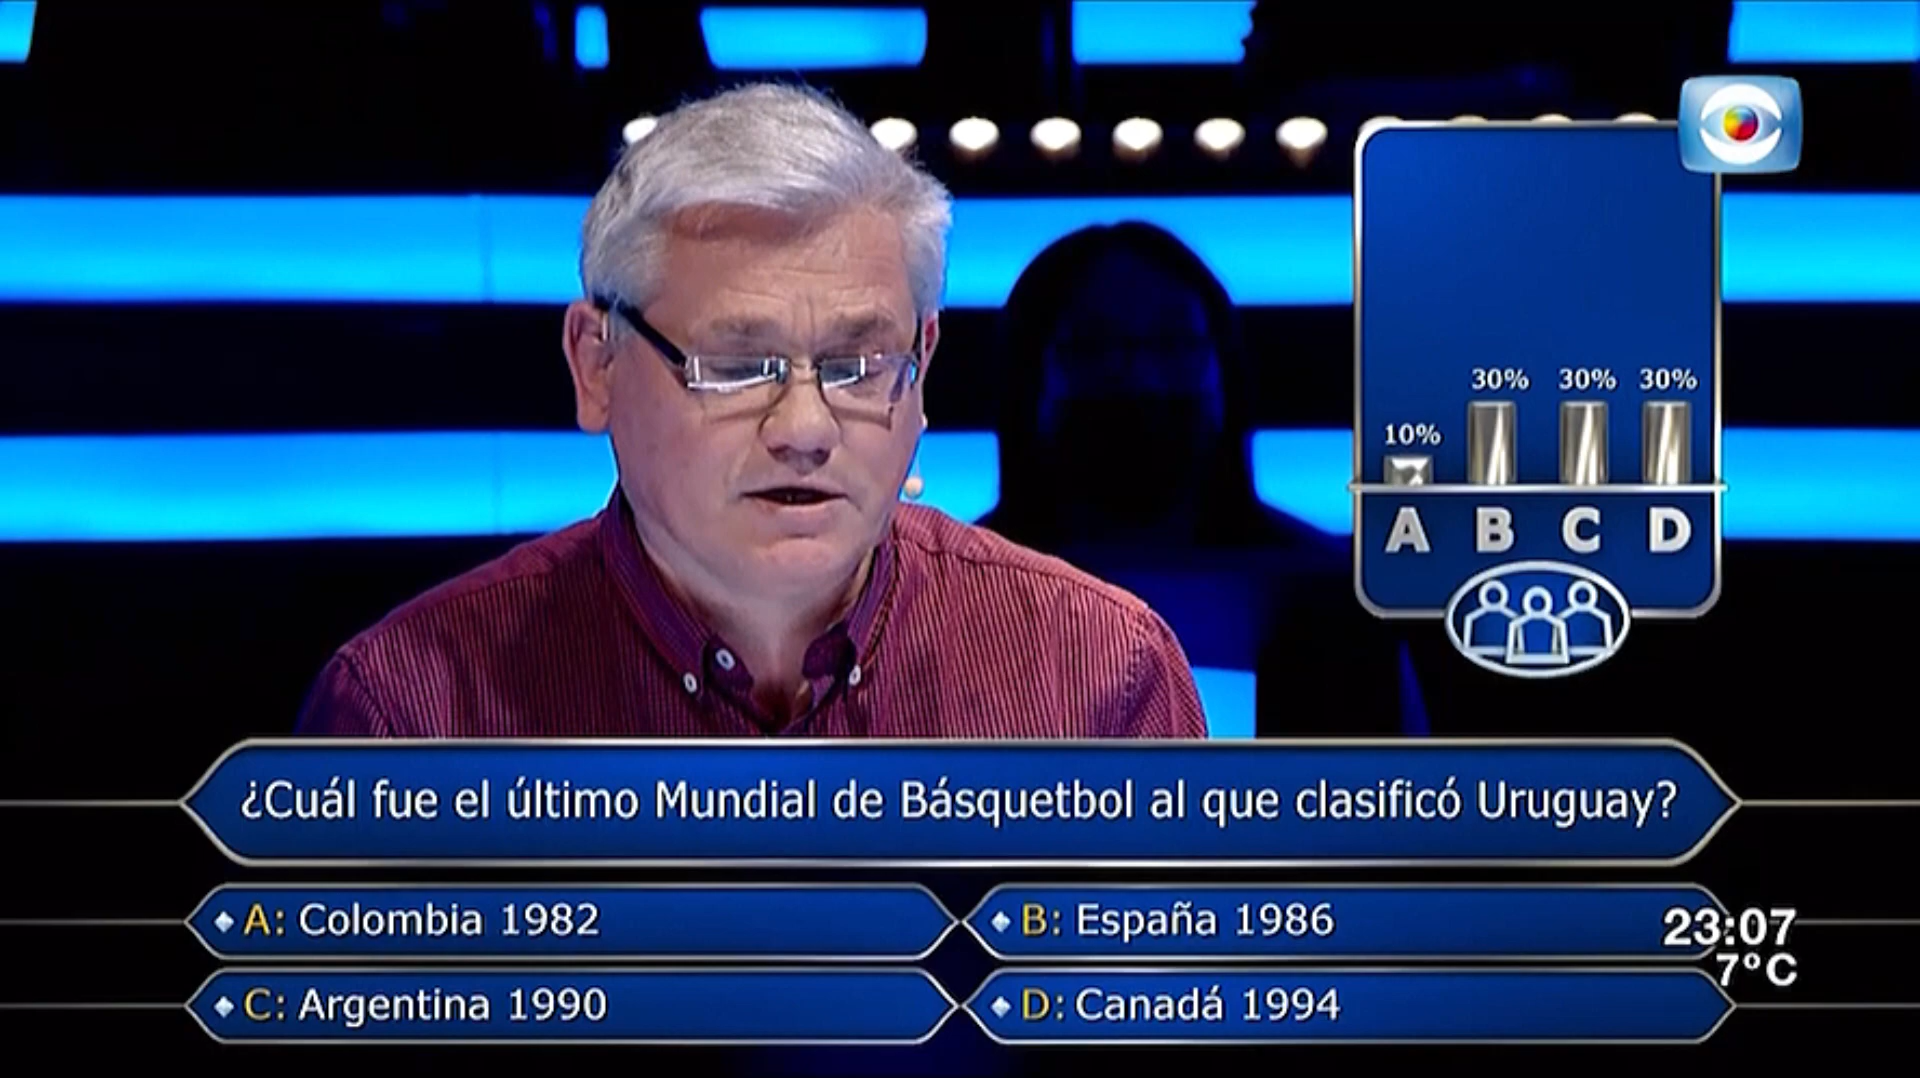 30% 30% 30%
10%
A B C D
¿Cuál fue el último Mundial de Básquetbol al que clasificó Uruguay?
A: Colombia 1982
B: España 1986
C: Argentina 1990
D: Canadá 1994
23:07
7°C